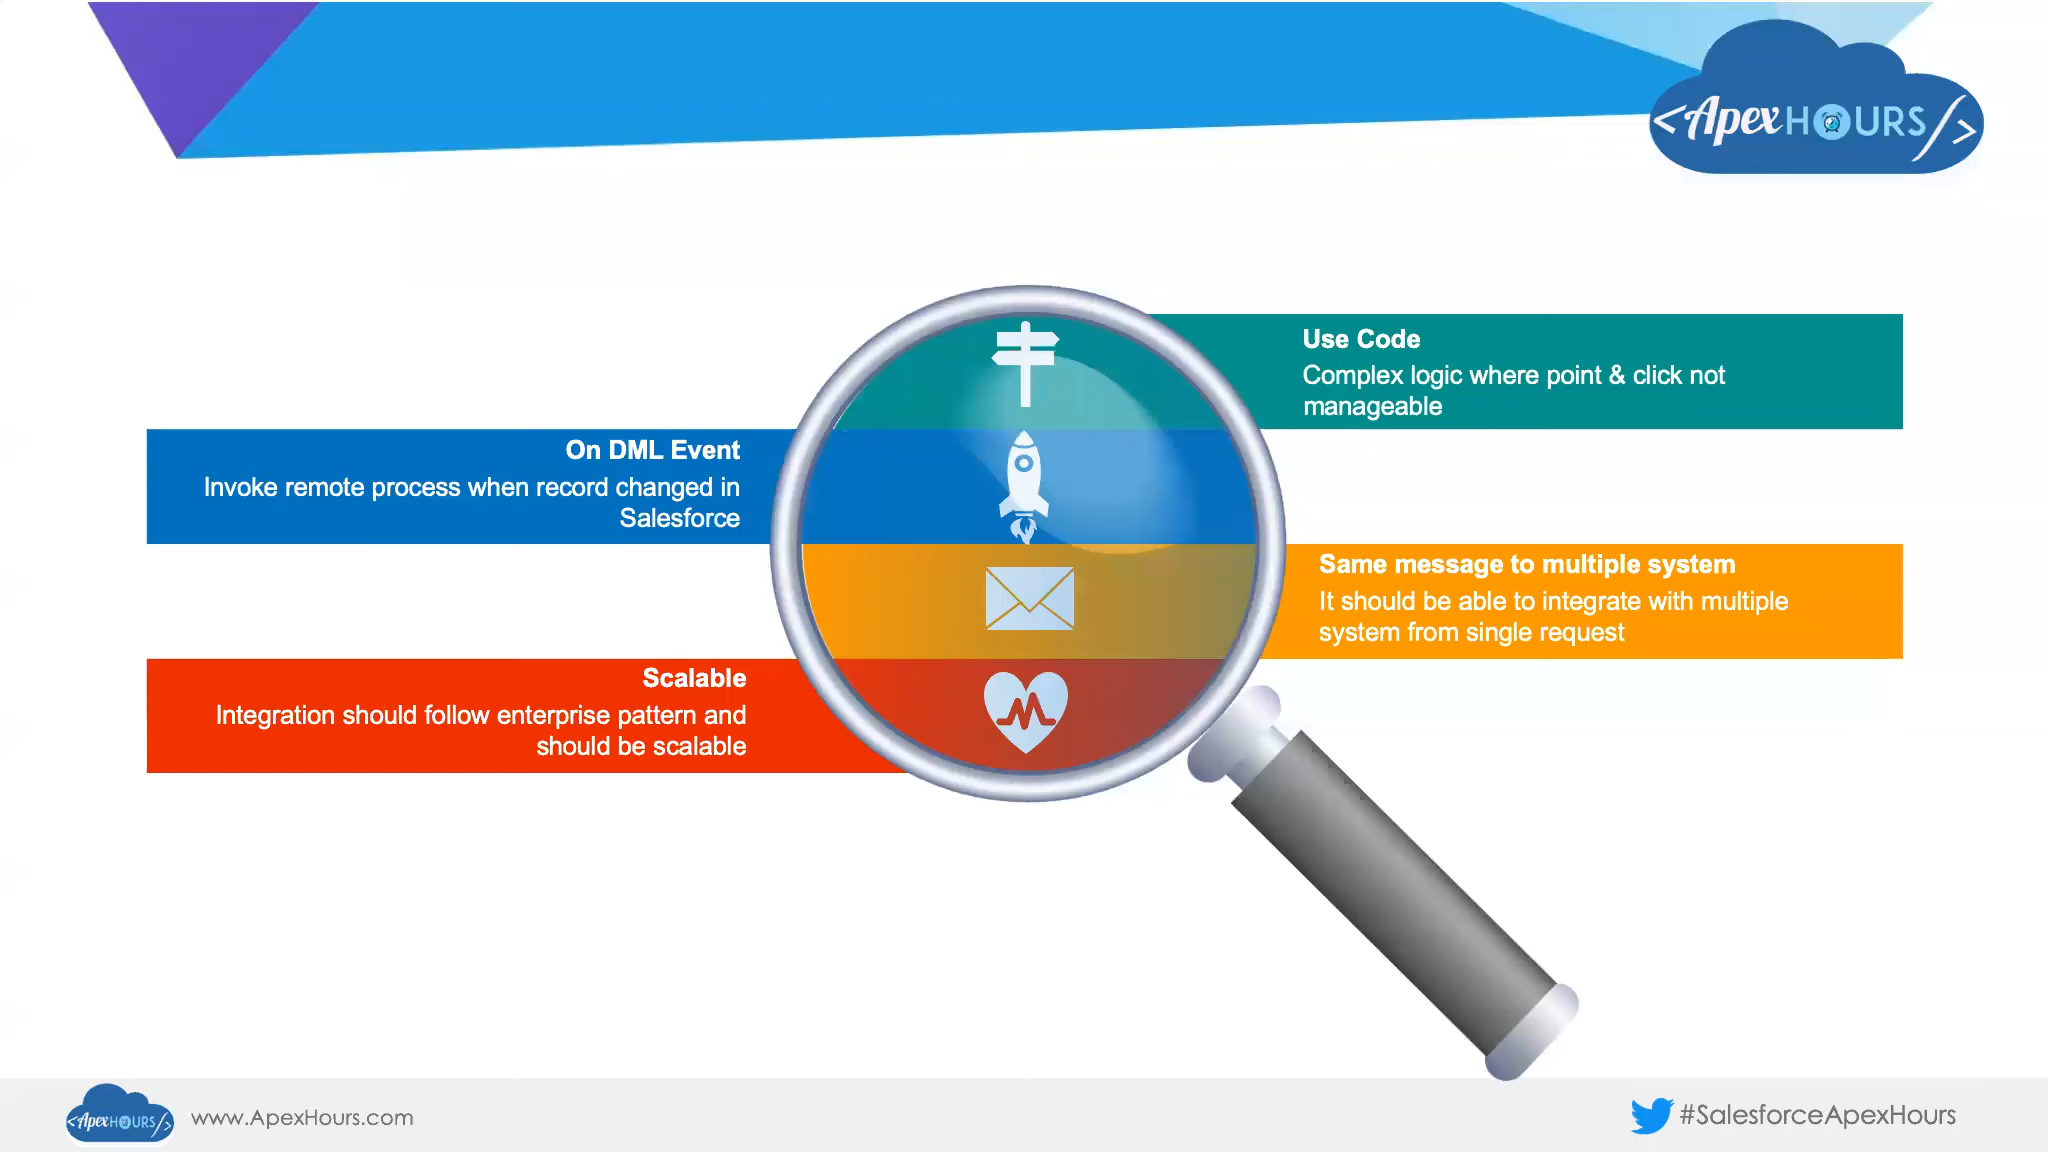 <ApexHOURS/>
Use Code
Complex logic where point & click not
manageable
On DML Event
Invoke remote process when record changed in
Salesforce
Same message to multiple system
It should be able to integrate with multiple
system from single request
Scalable
Integration should follow enterprise pattern and
should be scalable
<ApexHOURS/>
www.ApexHours.com
#SalesforceApexHours